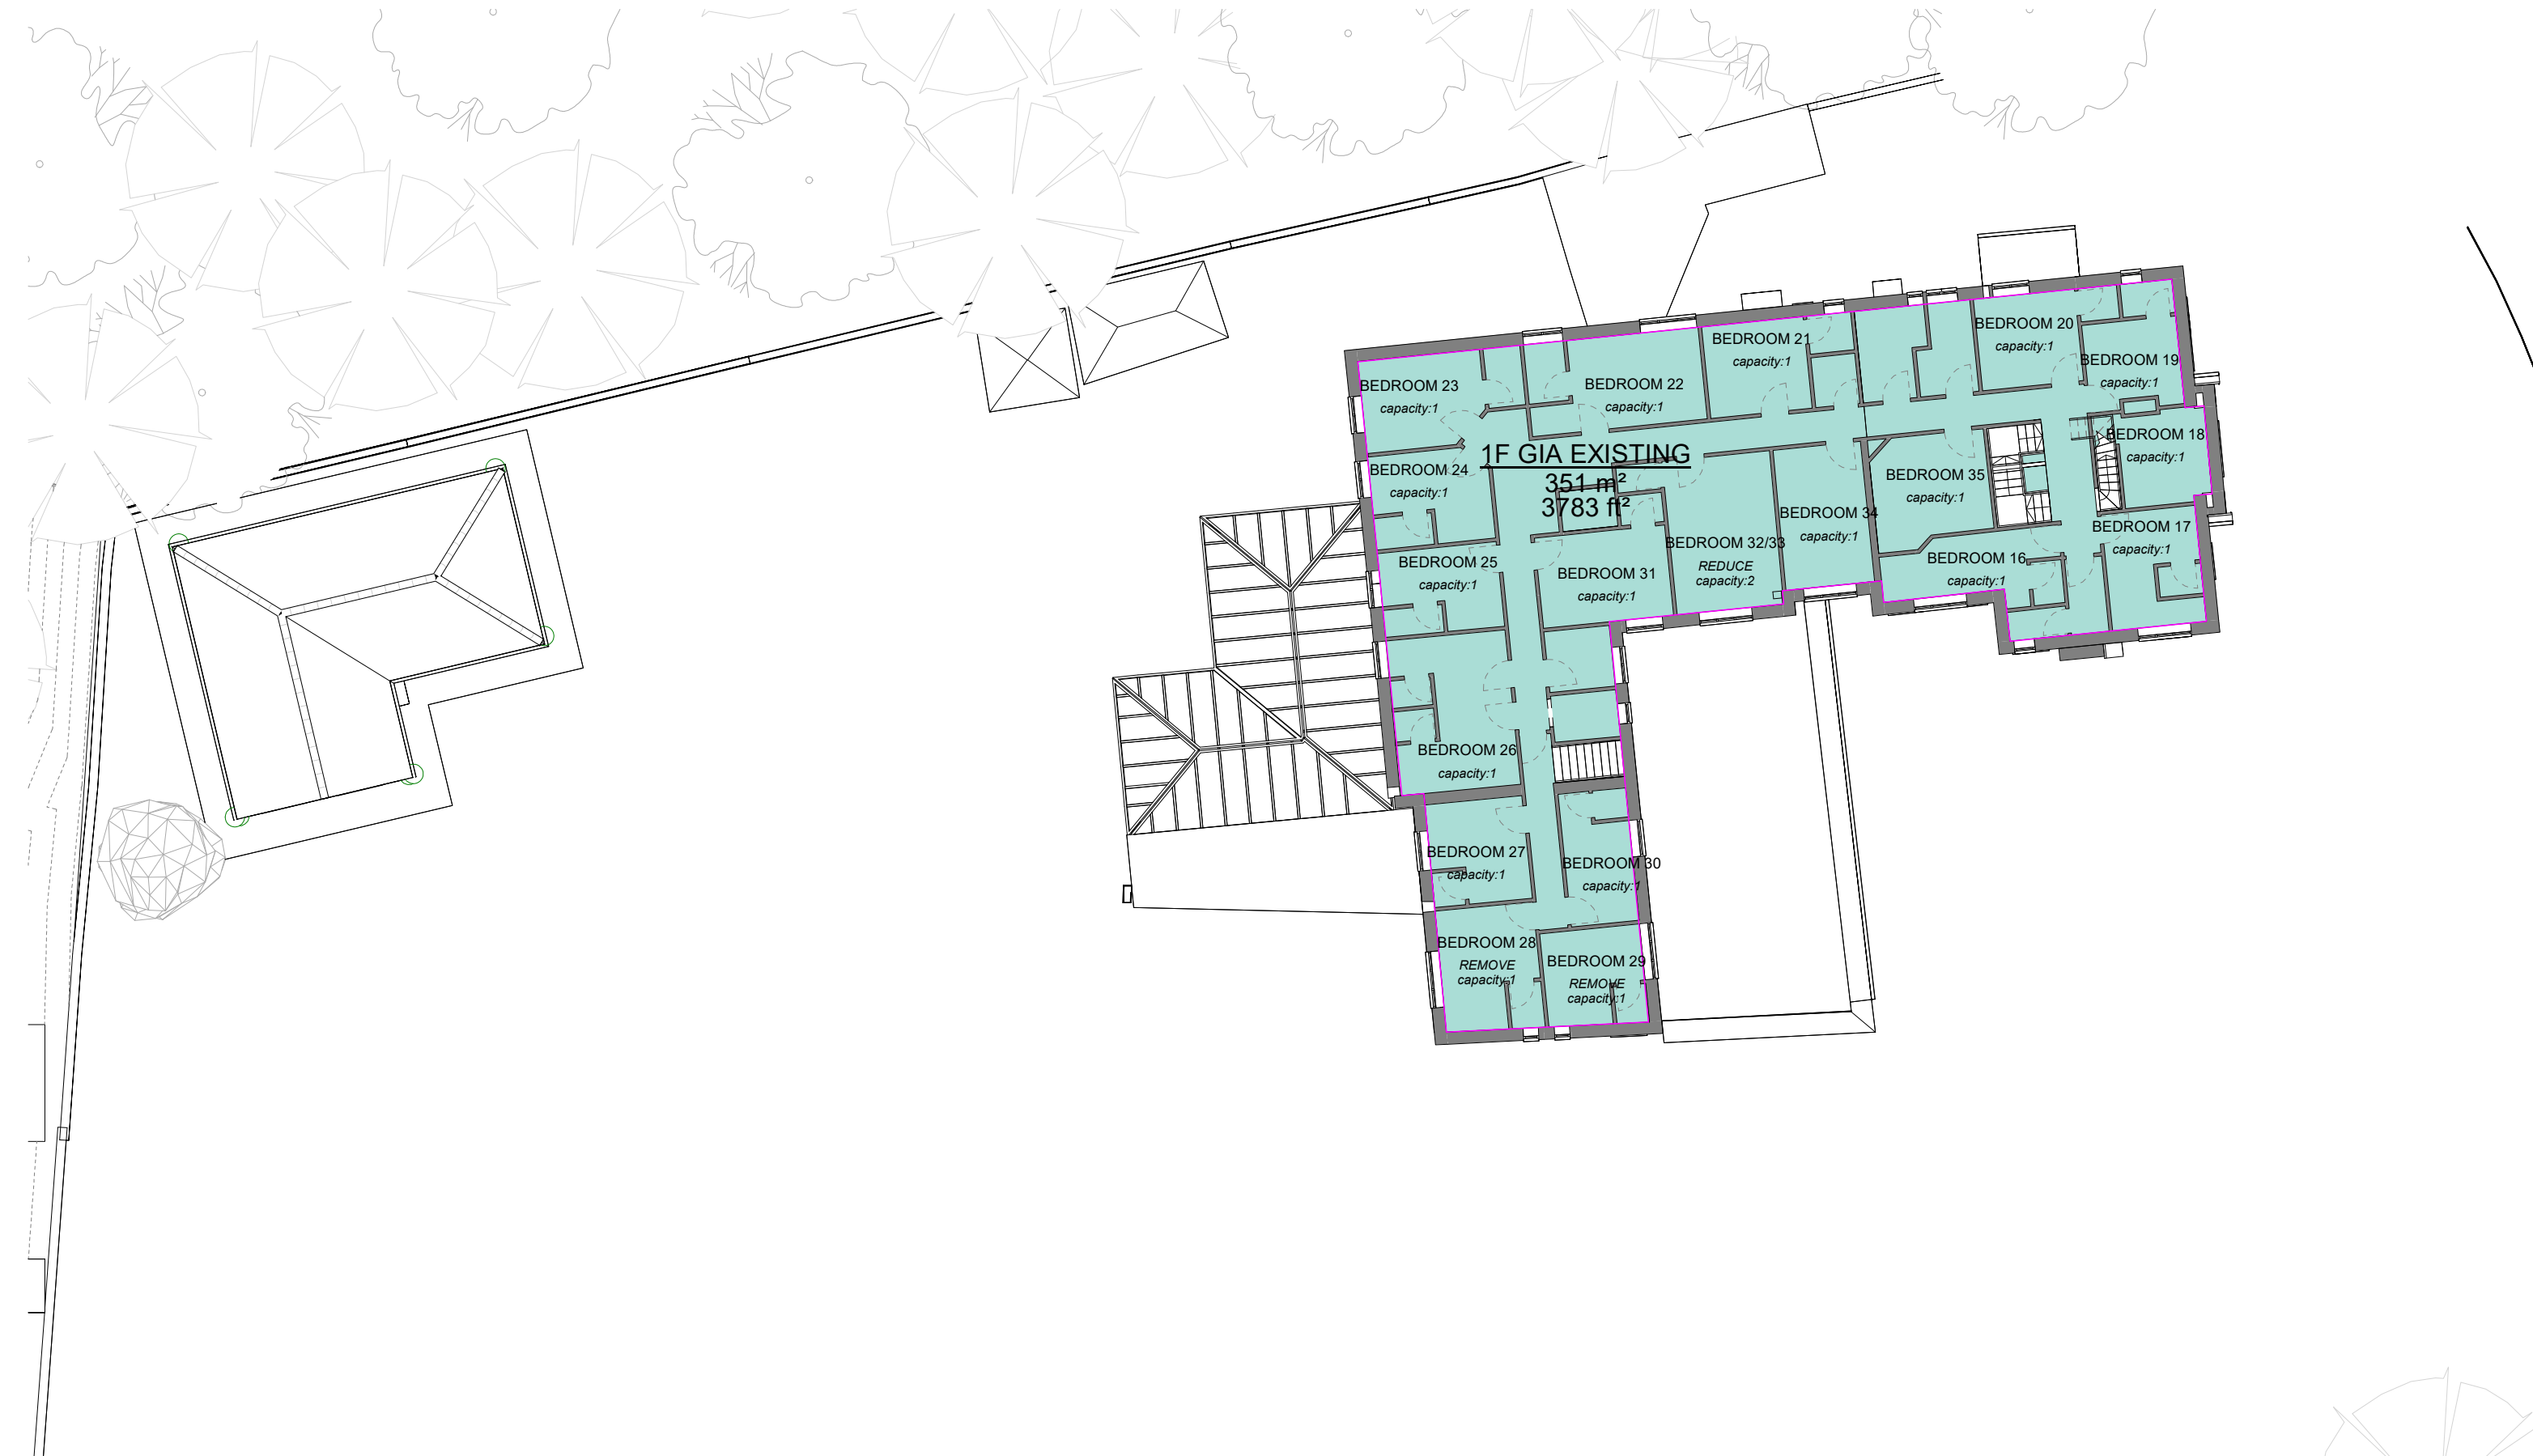 BEDROOM 20
capacity:1
BEDROOM 21
capacity:1
BEDROOM 19
capacity:1
BEDROOM 23
capacity:1
BEDROOM 22
capacity:1
BEDROOM 18
capacity:1
1F GIA EXISTING
351 m²
3783 ft²
BEDROOM 24
capacity:1
BEDROOM 35
capacity:1
BEDROOM 34
capacity:1
BEDROOM 17
capacity:1
BEDROOM 32/33
REDUCE
capacity:2
BEDROOM 16
capacity:1
BEDROOM 25
capacity:1
BEDROOM 31
capacity:1
BEDROOM 26
capacity:1
BEDROOM 27
capacity:1
BEDROOM 30
capacity:1
BEDROOM 28
REMOVE
capacity:1
BEDROOM 29
REMOVE
capacity:1